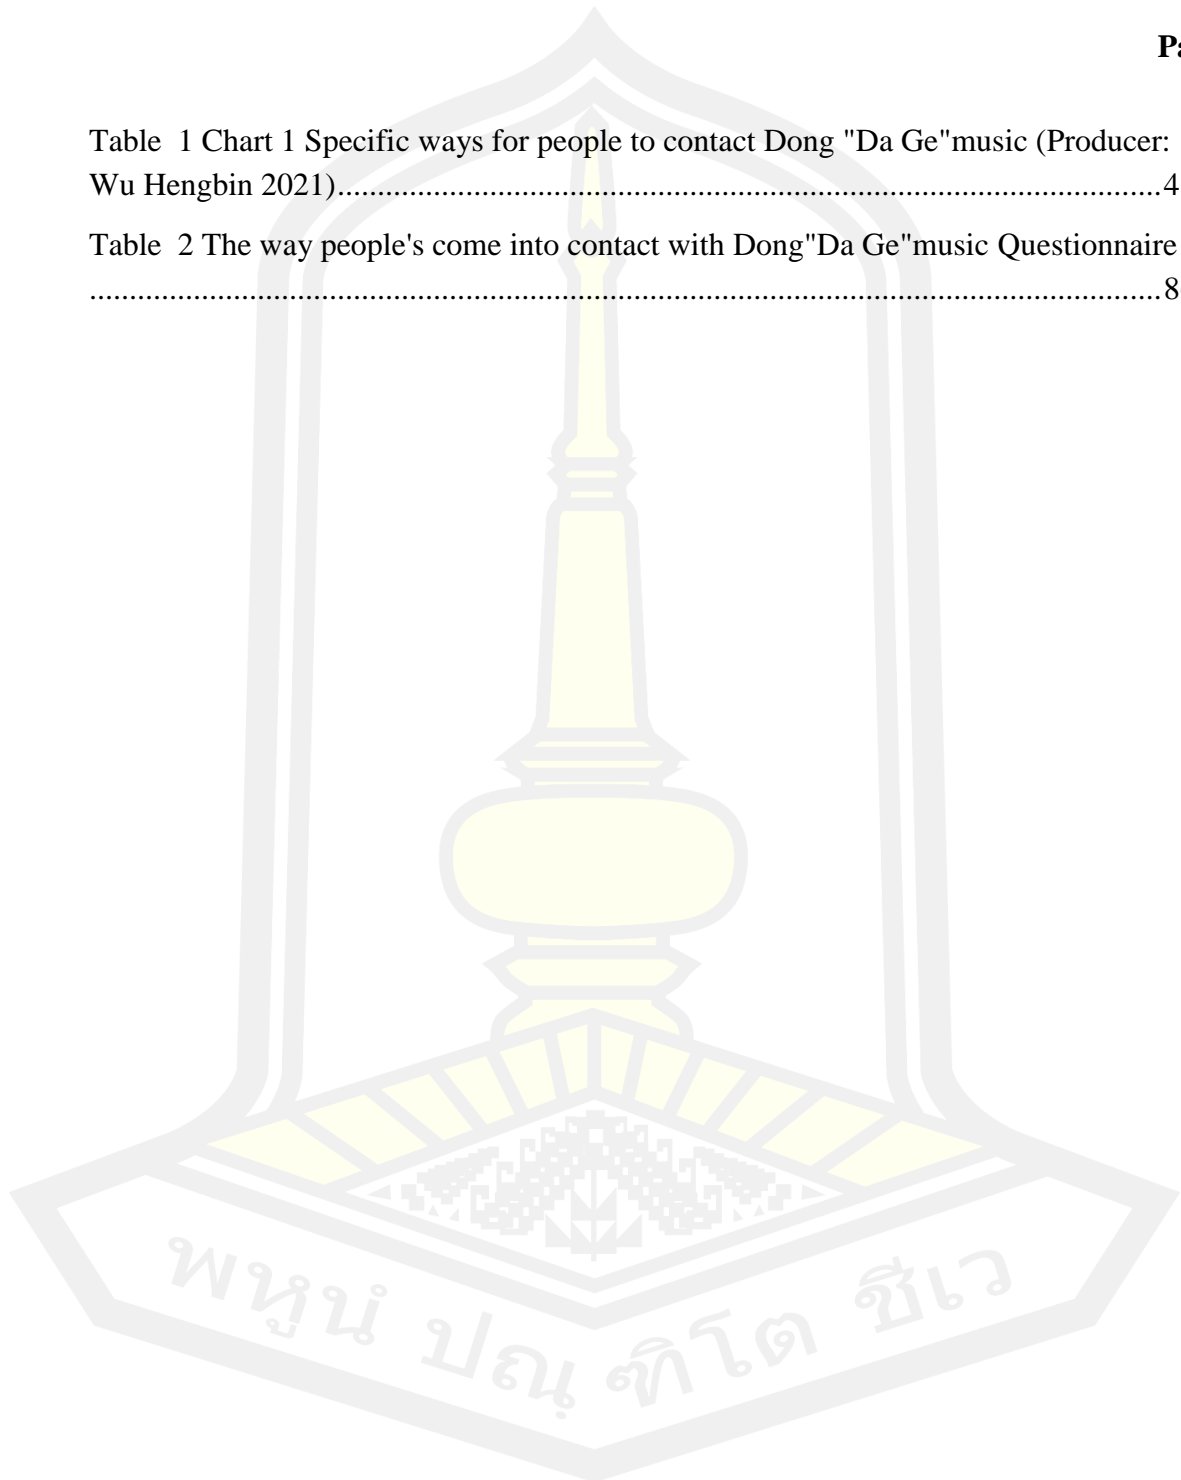 Table 1 Chart 1 Specific ways for people to contact Dong "Da Ge"music (Producer:
Wu Hengbin 2021)......................................................................................................4
Table 2 The way people's come into contact with Dong"Da Ge"music Questionnaire
.....................................................................................................................................8
พหูนํ ปณฺฑิโต ชีเว